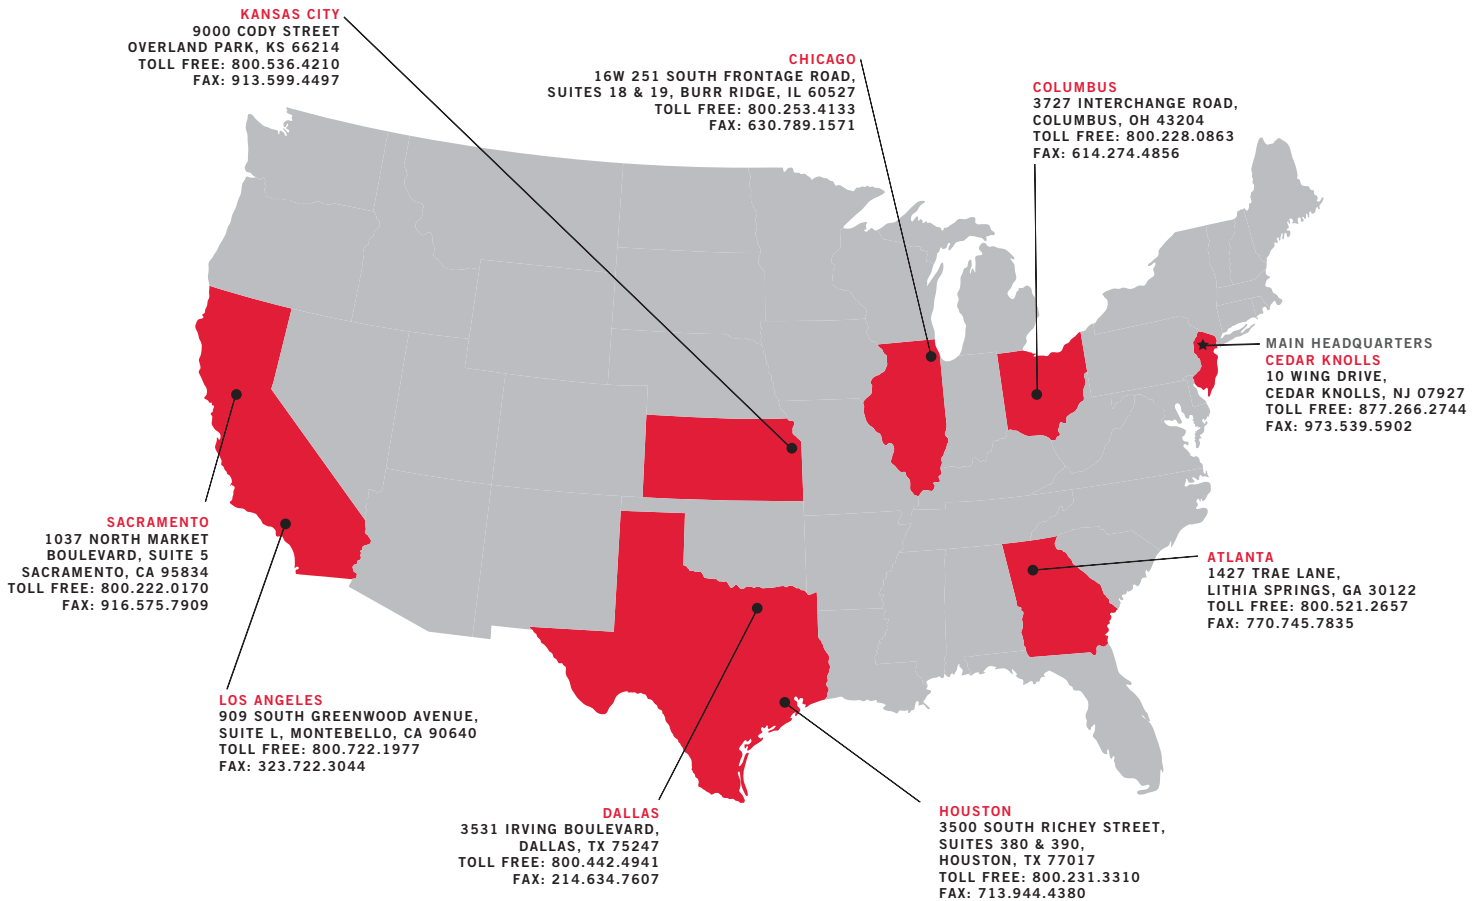 KANSAS CITY
9000 CODY STREET
OVERLAND PARK, KS 66214
TOLL FREE: 800.536.4210
FAX: 913.599.4497
CHICAGO
16W 251 SOUTH FRONTAGE ROAD,
SUITES 18 & 19, BURR RIDGE, IL 60527
TOLL FREE: 800.253.4133
FAX: 630.789.1571
COLUMBUS
3727 INTERCHANGE ROAD,
COLUMBUS, OH 43204
TOLL FREE: 800.228.0863
FAX: 614.274.4856
MAIN HEADQUARTERS
CEDAR KNOLLS
10 WING DRIVE,
CEDAR KNOLLS, NJ 07927
TOLL FREE: 877.266.2744
FAX: 973.539.5902
SACRAMENTO
1037 NORTH MARKET
BOULEVARD, SUITE 5
SACRAMENTO, CA 95834
TOLL FREE: 800.222.0170
FAX: 916.575.7909
ATLANTA
1427 TRAE LANE,
LITHIA SPRINGS, GA 30122
TOLL FREE: 800.521.2657
FAX: 770.745.7835
LOS ANGELES
909 SOUTH GREENWOOD AVENUE,
SUITE L, MONTEBELLO, CA 90640
TOLL FREE: 800.722.1977
FAX: 323.722.3044
DALLAS
3531 IRVING BOULEVARD,
DALLAS, TX 75247
TOLL FREE: 800.442.4941
FAX: 214.634.7607
HOUSTON
3500 SOUTH RICHEY STREET,
SUITES 380 & 390,
HOUSTON, TX 77017
TOLL FREE: 800.231.3310
FAX: 713.944.4380